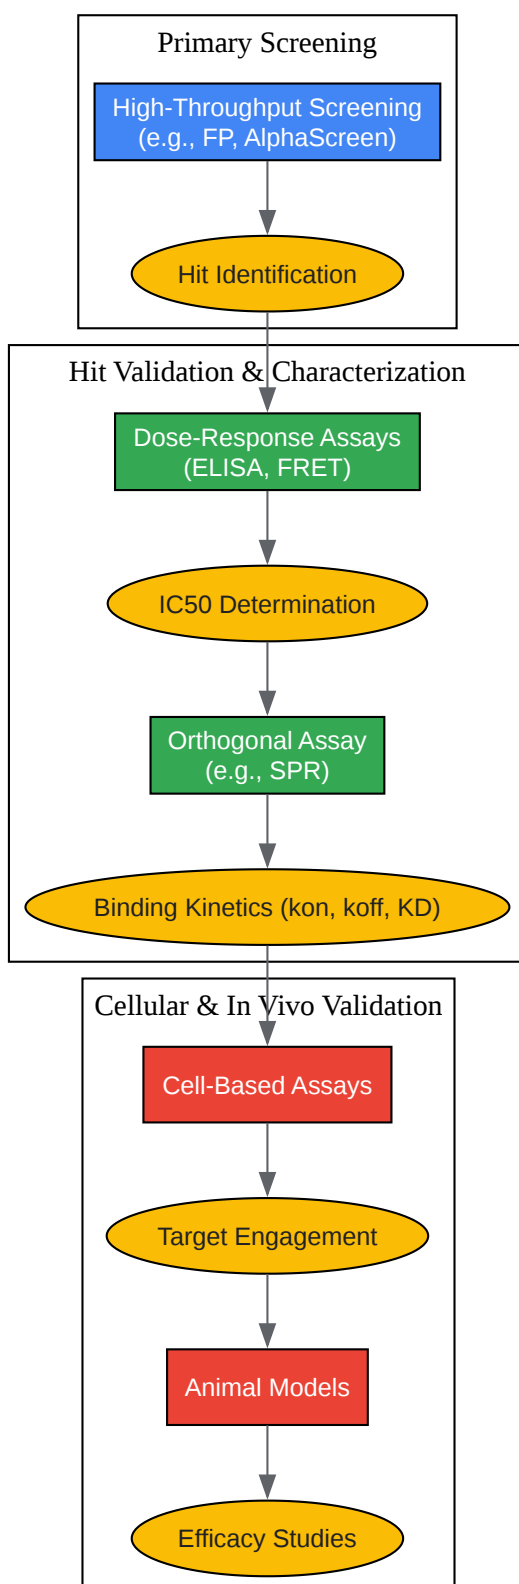 Primary Screening
High-Throughput Screening
(e.g., FP, AlphaScreen)
Hit Identification
Hit Validation & Characterization
Dose-Response Assays
(ELISA, FRET)
IC50 Determination
Orthogonal Assay
(e.g., SPR)
Binding Kinetics (kon, koff, KD)
Cellular & In Vivo Validation
Cell-Based Assays
Target Engagement
Animal Models
Efficacy Studies